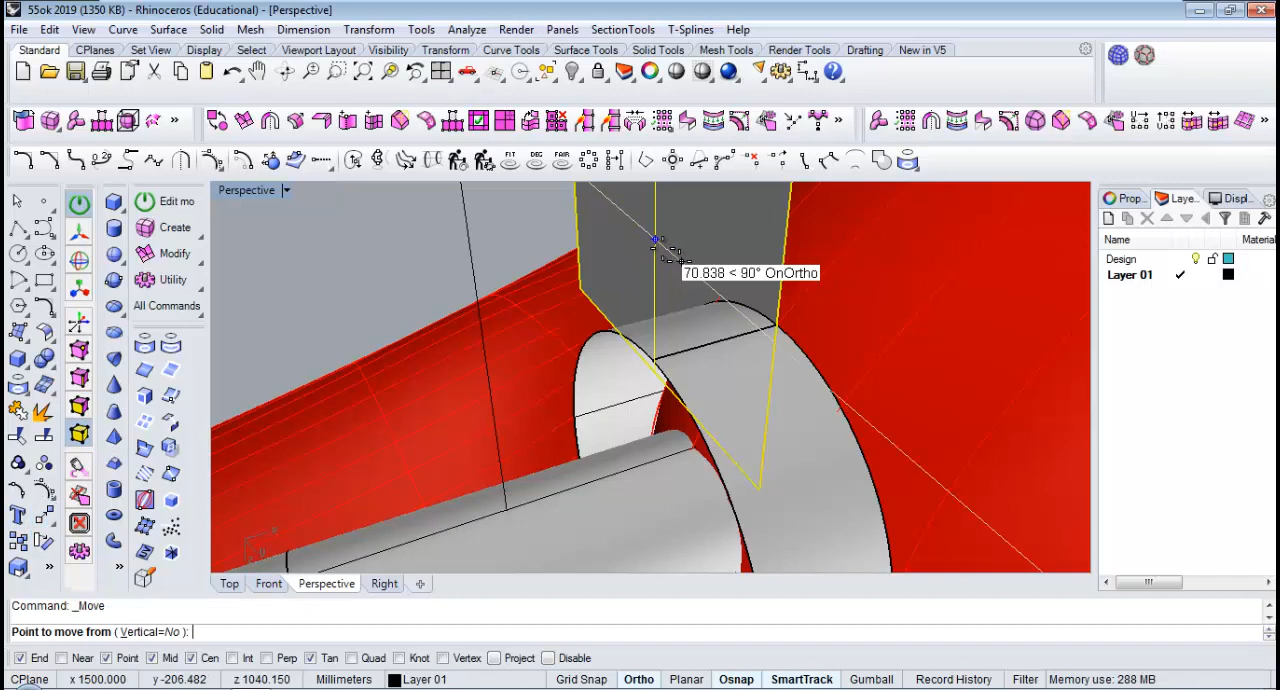 55ok 2019 (1350 KB) - Rhinoceros (Educational) - [Perspective]
File Edit View Curve Surface Solid Mesh Dimension Transform Tools Analyze Render Panels SectionTools T-Splines Help
Standard CPlanes Set View Display Select Viewport Layout Visibility Transform Curve Tools Surface Tools Solid Tools Mesh Tools Render Tools Drafting New in V5
FIT DEG FAIR
Perspective
Edit mo
Create
Modify
Utility
All Commands
70.838 < 90° OnOrtho
Prop... Laye... Displ...
Name Material
Design
Layer 01
Top Front Perspective Right
Command: _Move
Point to move from ( Vertical=No ):
End Near Point Mid Cen Int Perp Tan Quad Knot Vertex Project Disable
CPlane x 1500.000 y -206.482 z 1040.150 Millimeters Layer 01 Grid Snap Ortho Planar Osnap SmartTrack Gumball Record History Filter Memory use: 288 MB